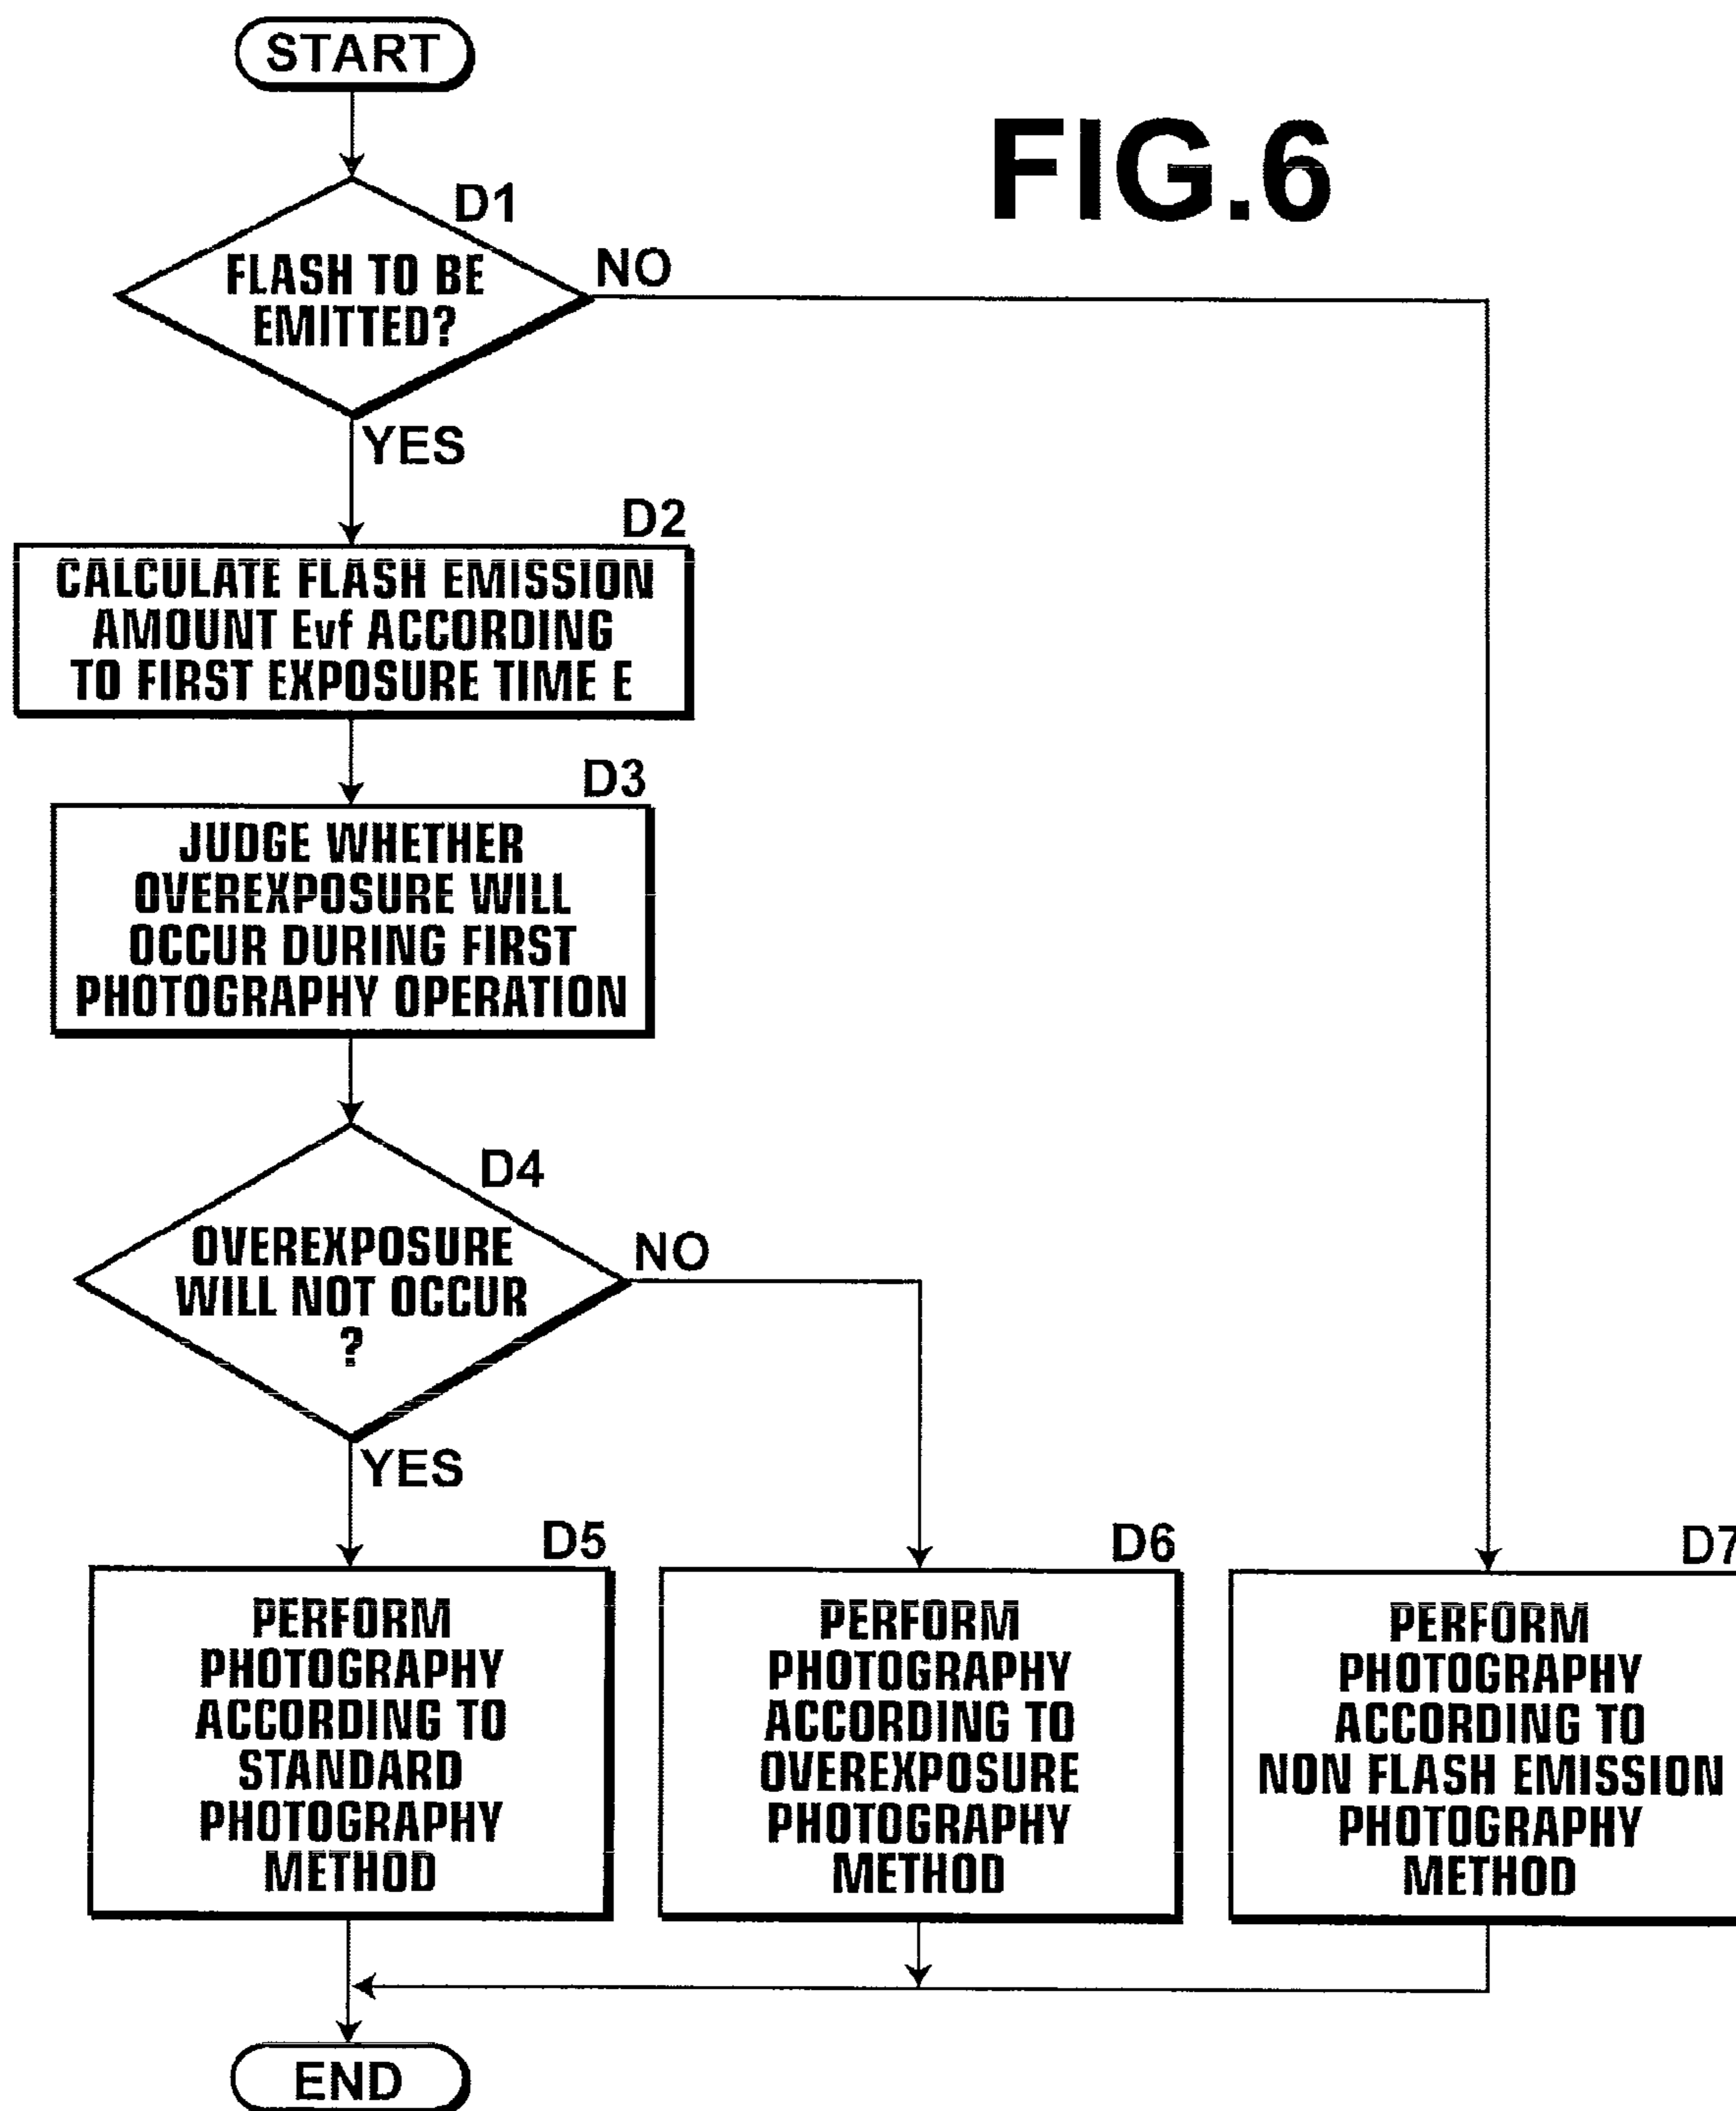 START
FIG.6
D1
FLASH TO BE
EMITTED?
NO
YES
D2
CALCULATE FLASH EMISSION
AMOUNT Evf ACCORDING
TO FIRST EXPOSURE TIME E
D3
JUDGE WHETHER
OVEREXPOSURE WILL
OCCUR DURING FIRST
PHOTOGRAPHY OPERATION
D4
OVEREXPOSURE
WILL NOT OCCUR
?
NO
YES
D5
PERFORM
PHOTOGRAPHY
ACCORDING TO
STANDARD
PHOTOGRAPHY
METHOD
D6
PERFORM
PHOTOGRAPHY
ACCORDING TO
OVEREXPOSURE
PHOTOGRAPHY
METHOD
D7
PERFORM
PHOTOGRAPHY
ACCORDING TO
NON FLASH EMISSION
PHOTOGRAPHY
METHOD
END